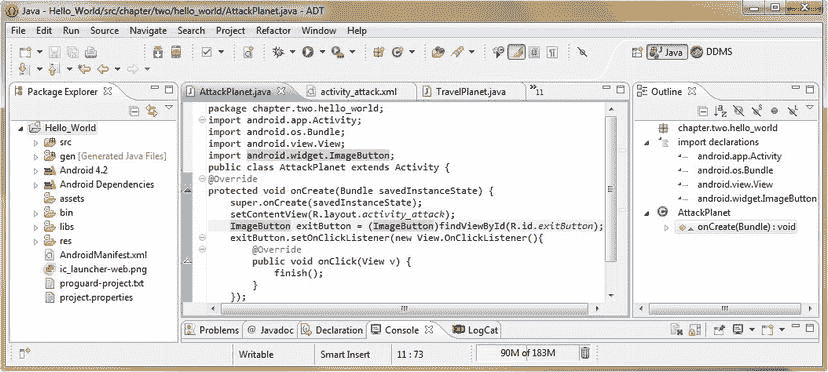 Java - Hello_World/src/chapter/two/hello_world/AttackPlanet.java - ADT
File Edit Run Source Navigate Search Project Refactor Window Help
Java DDMS
Package Explorer
Hello_World
src
gen [Generated Java Files]
Android 4.2
Android Dependencies
assets
bin
libs
res
AndroidManifest.xml
ic_launcher-web.png
proguard-project.txt
project.properties
AttackPlanet.java activity_attack.xml TravelPlanet.java »11
package chapter.two.hello_world;
import android.app.Activity;
import android.os.Bundle;
import android.view.View;
import android.widget.ImageButton;
public class AttackPlanet extends Activity {
@Override
protected void onCreate(Bundle savedInstanceState) {
super.onCreate(savedInstanceState);
setContentView(R.layout.activity_attack);
ImageButton exitButton = (ImageButton)findViewById(R.id.exitButton);
exitButton.setOnClickListener(new View.OnClickListener(){
@Override
public void onClick(View v) {
finish();
}
});
Outline
chapter.two.hello_world
import declarations
android.app.Activity
android.os.Bundle
android.view.View
android.widget.ImageButton
AttackPlanet
onCreate(Bundle) : void
Problems @ Javadoc Declaration Console LogCat
Writable Smart Insert 11 : 73 90M of 183M